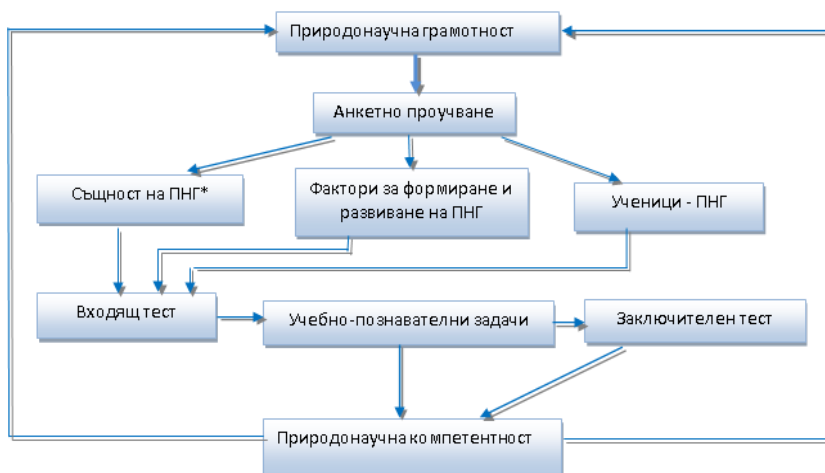 Природонаучна грамотност
Анкетно проучване
Същност на ПНГ*
Фактори за формиране и
развиване на ПНГ
Ученици - ПНГ
Входящ тест
Учебно-познавателни задачи
Заключителен тест
Природонаучна компетентност